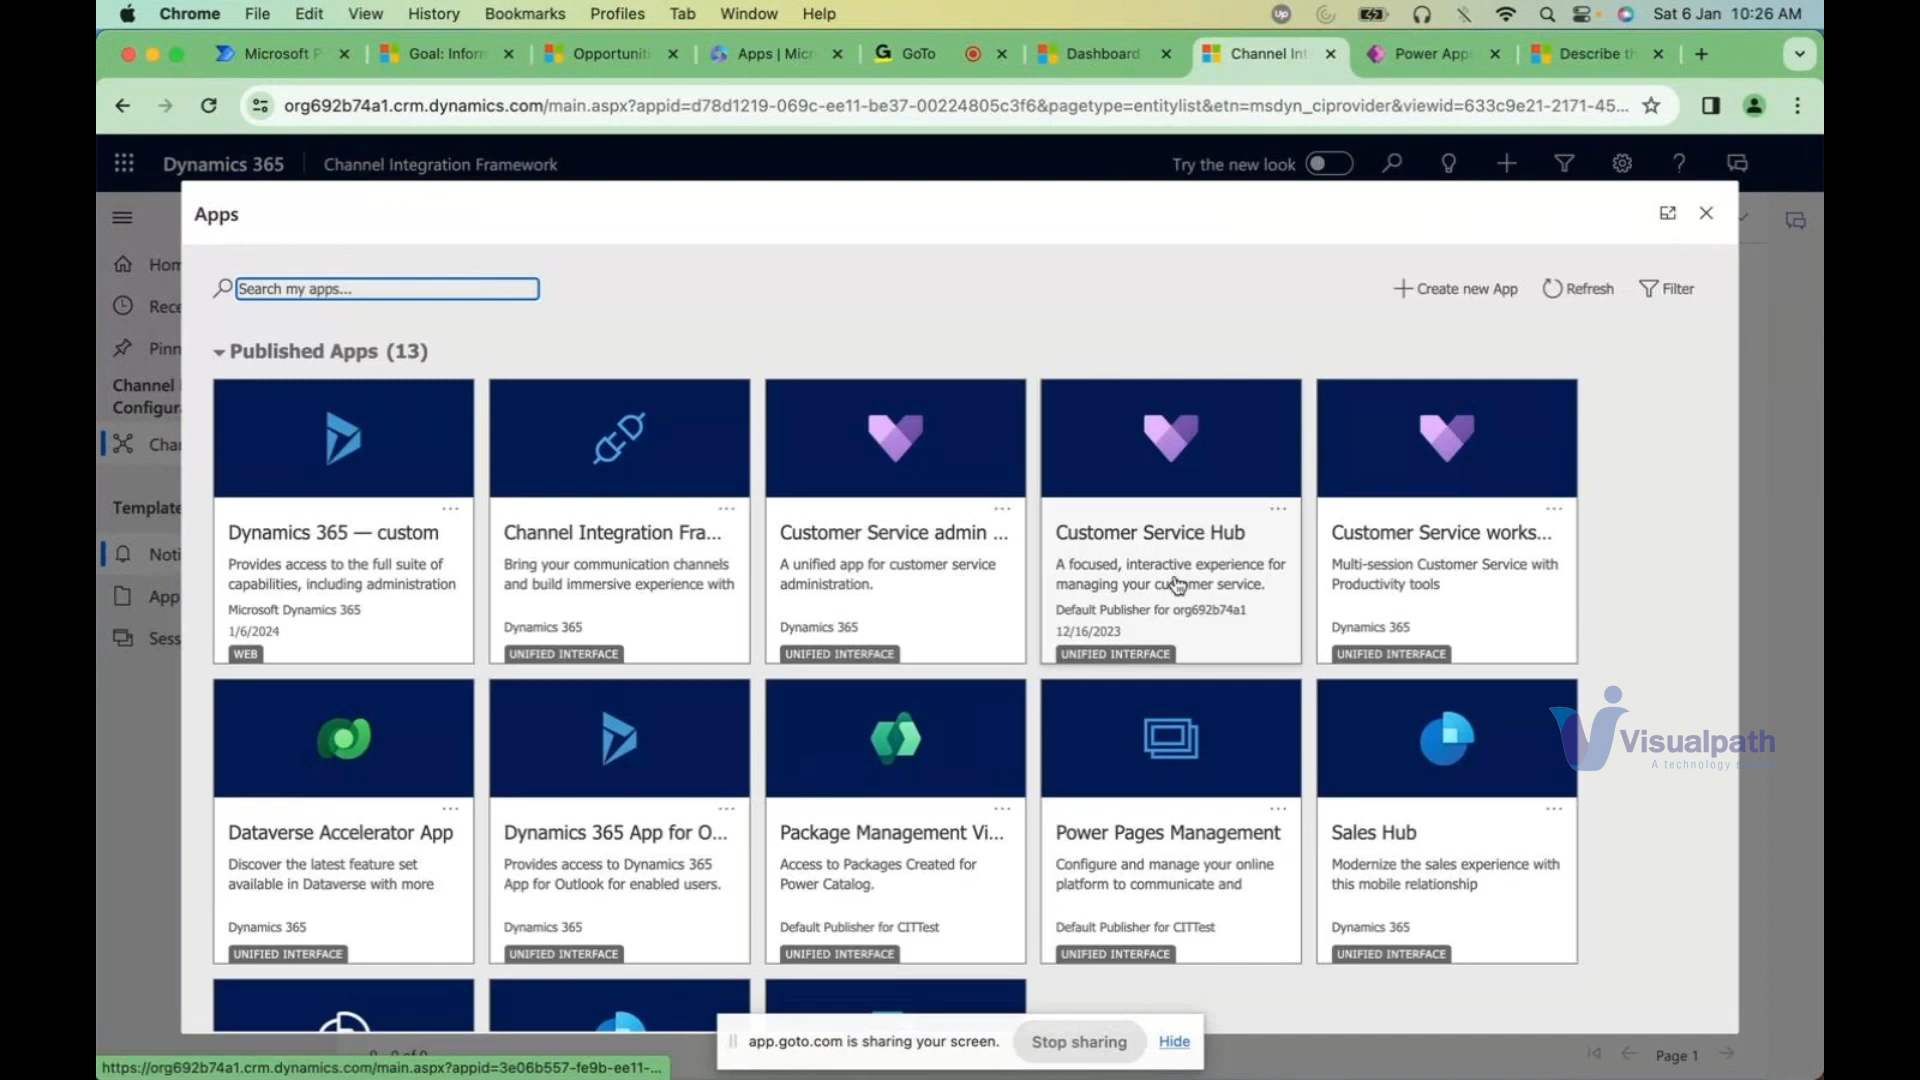 Chrome File Edit View History Bookmarks Profiles Tab Window Help
Up
Sat 6 Jan 10:26 AM
Microsoft P
Goal: Inform
Opportuniti
Apps | Micr
GoTo
Dashboard
Channel Int
Power App
Describe th
org692b74a1.crm.dynamics.com/main.aspx?appid=d78d1219-069c-ee11-be37-00224805c3f6&pagetype=entitylist&etn=msdyn_ciprovider&viewid=633c9e21-2171-45...
Dynamics 365
Channel Integration Framework
Try the new look
Apps
Hom
Rece
Pinn
Channel
Configur
Char
Template
Noti
App
Sess
Search my apps...
Create new App
Refresh
Filter
Published Apps (13)
Dynamics 365 — custom
Provides access to the full suite of
capabilities, including administration
Microsoft Dynamics 365
1/6/2024
WEB
Channel Integration Fra...
Bring your communication channels
and build immersive experience with
Dynamics 365
UNIFIED INTERFACE
Customer Service admin ...
A unified app for customer service
administration.
Dynamics 365
UNIFIED INTERFACE
Customer Service Hub
A focused, interactive experience for
managing your customer service.
Default Publisher for org692b74a1
12/16/2023
UNIFIED INTERFACE
Customer Service works...
Multi-session Customer Service with
Productivity tools
Dynamics 365
UNIFIED INTERFACE
Dataverse Accelerator App
Discover the latest feature set
available in Dataverse with more
Dynamics 365
UNIFIED INTERFACE
Dynamics 365 App for O...
Provides access to Dynamics 365
App for Outlook for enabled users.
Dynamics 365
UNIFIED INTERFACE
Package Management Vi...
Access to Packages Created for
Power Catalog.
Default Publisher for CITTest
UNIFIED INTERFACE
Power Pages Management
Configure and manage your online
platform to communicate and
Default Publisher for CITTest
UNIFIED INTERFACE
Sales Hub
Modernize the sales experience with
this mobile relationship
Dynamics 365
UNIFIED INTERFACE
Visualpath
A technology
app.goto.com is sharing your screen.
Stop sharing
Hide
Page 1
https://org692b74a1.crm.dynamics.com/main.aspx?appid=3e06b557-fe9b-ee11-...